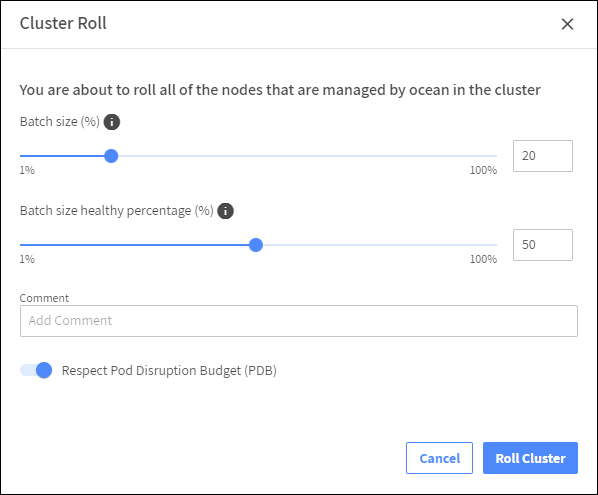 Cluster Roll
You are about to roll all of the nodes that are managed by ocean in the cluster
Batch size (%)
20
1% 100%
Batch size healthy percentage (%)
50
1% 100%
Comment
Add Comment
Respect Pod Disruption Budget (PDB)
Cancel Roll Cluster